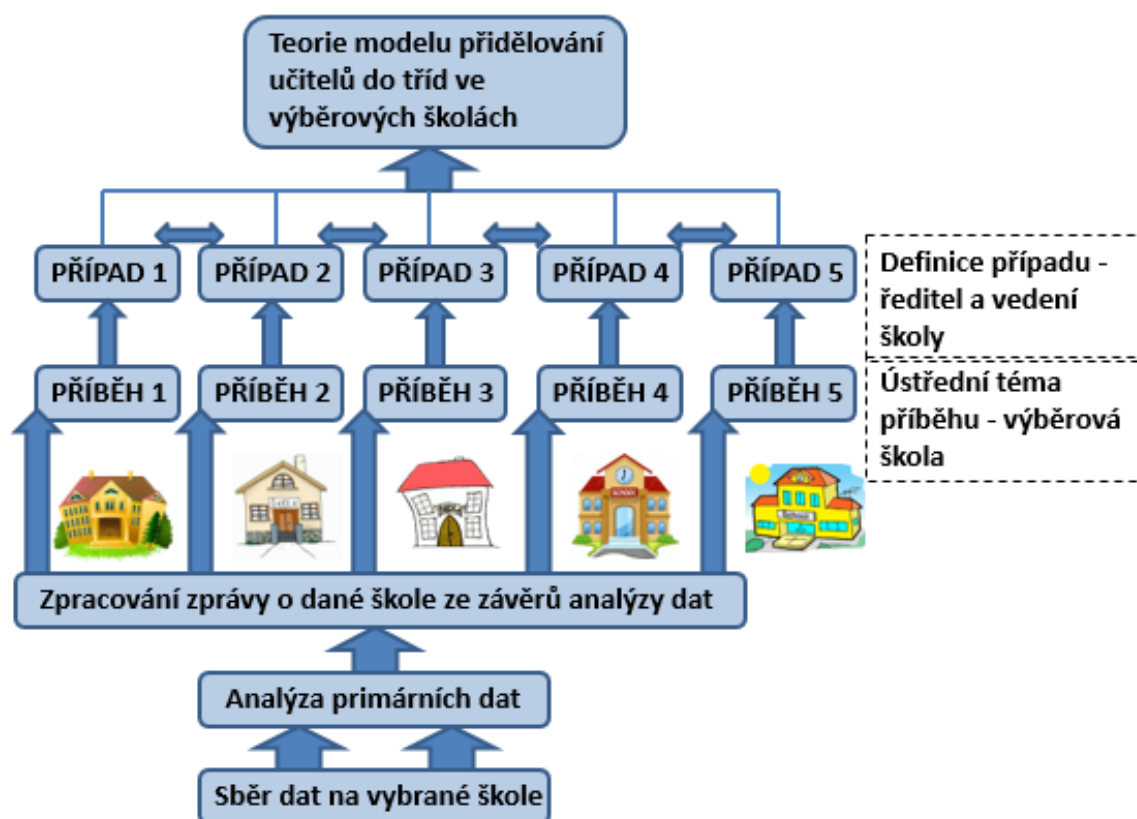 Teorie modelu přidělování
učitelů do tříd ve
výběrových školách
PŘÍPAD 1
PŘÍPAD 2
PŘÍPAD 3
PŘÍPAD 4
PŘÍPAD 5
Definice případu -
ředitel a vedení
školy
PŘÍBĚH 1
PŘÍBĚH 2
PŘÍBĚH 3
PŘÍBĚH 4
PŘÍBĚH 5
Ústřední téma
příběhu - výběrová
škola
SCHOOL
Zpracování zprávy o dané škole ze závěrů analýzy dat
Analýza primárních dat
Sběr dat na vybrané škole